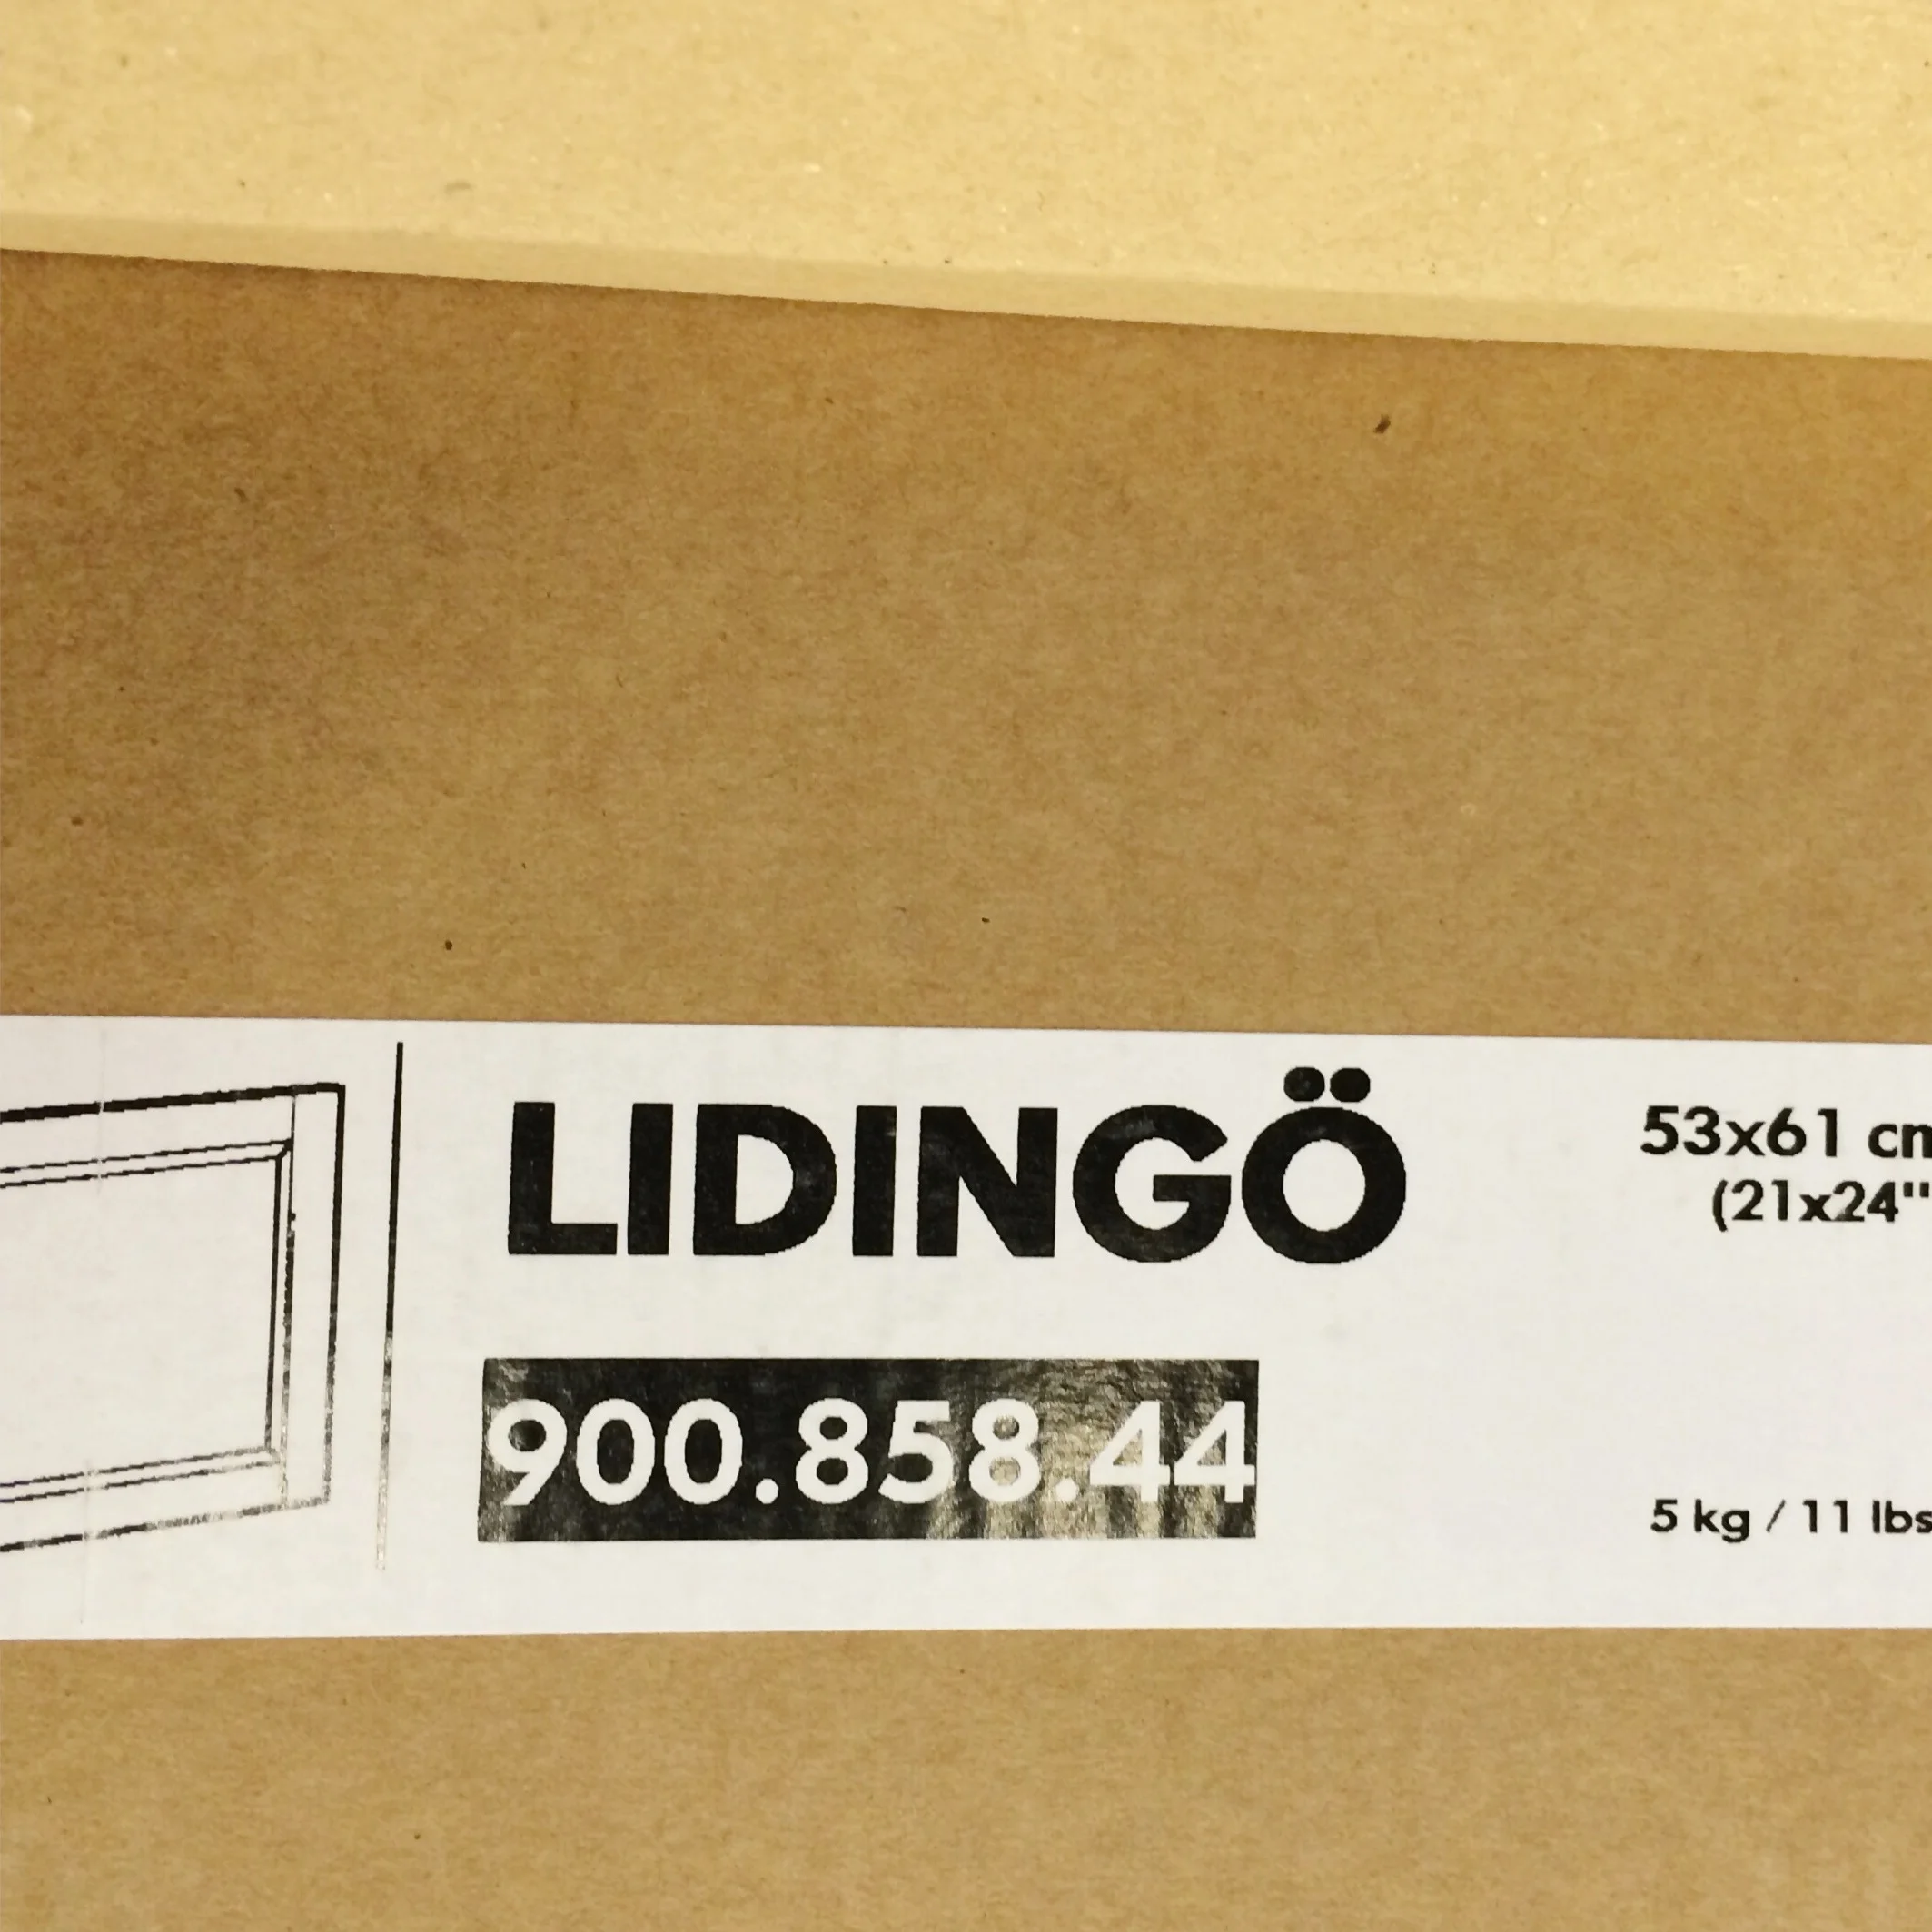 LIDINGÖ
53x61 cm
(21x24"
900.858.44
5 kg / 11 lbs